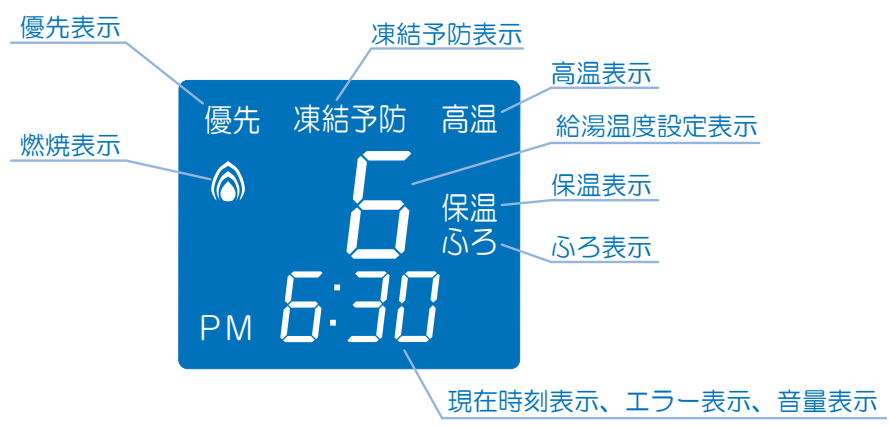 優先表示
凍結予防表示
高温表示
優先 凍結予防 高温
給湯温度設定表示
燃焼表示
6
保温表示
保温
ふろ
ふろ表示
PM 6:30
現在時刻表示、エラー表示、音量表示